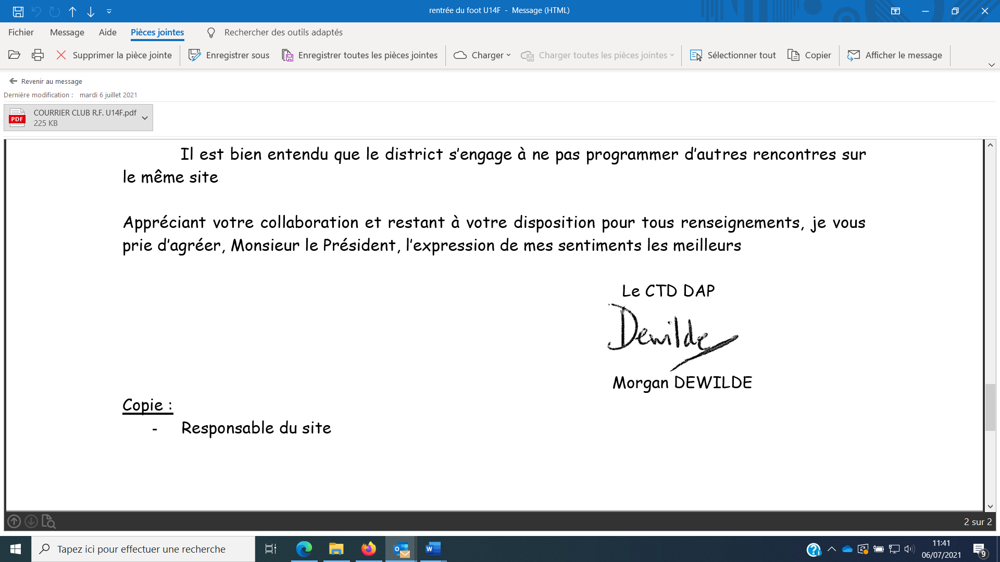 rentrée du foot U14F - Message (HTML)
Fichier Message Aide Pièces jointes Rechercher des outils adaptés
Supprimer la pièce jointe Enregistrer sous Enregistrer toutes les pièces jointes Charger Charger toutes les pièces jointes Sélectionner tout Copier Afficher le message
Revenir au message
Dernière modification : mardi 6 juillet 2021
PDF COURRIER CLUB R.F. U14F.pdf
225 KB
Il est bien entendu que le district s'engage à ne pas programmer d'autres rencontres sur
le même site
Appréciant votre collaboration et restant à votre disposition pour tous renseignements, je vous
prie d'agréer, Monsieur le Président, l'expression de mes sentiments les meilleurs
Le CTD DAP
Dewilde
Morgan DEWILDE
Copie :
- Responsable du site
2 sur 2
Tapez ici pour effectuer une recherche
11:41
06/07/2021
9